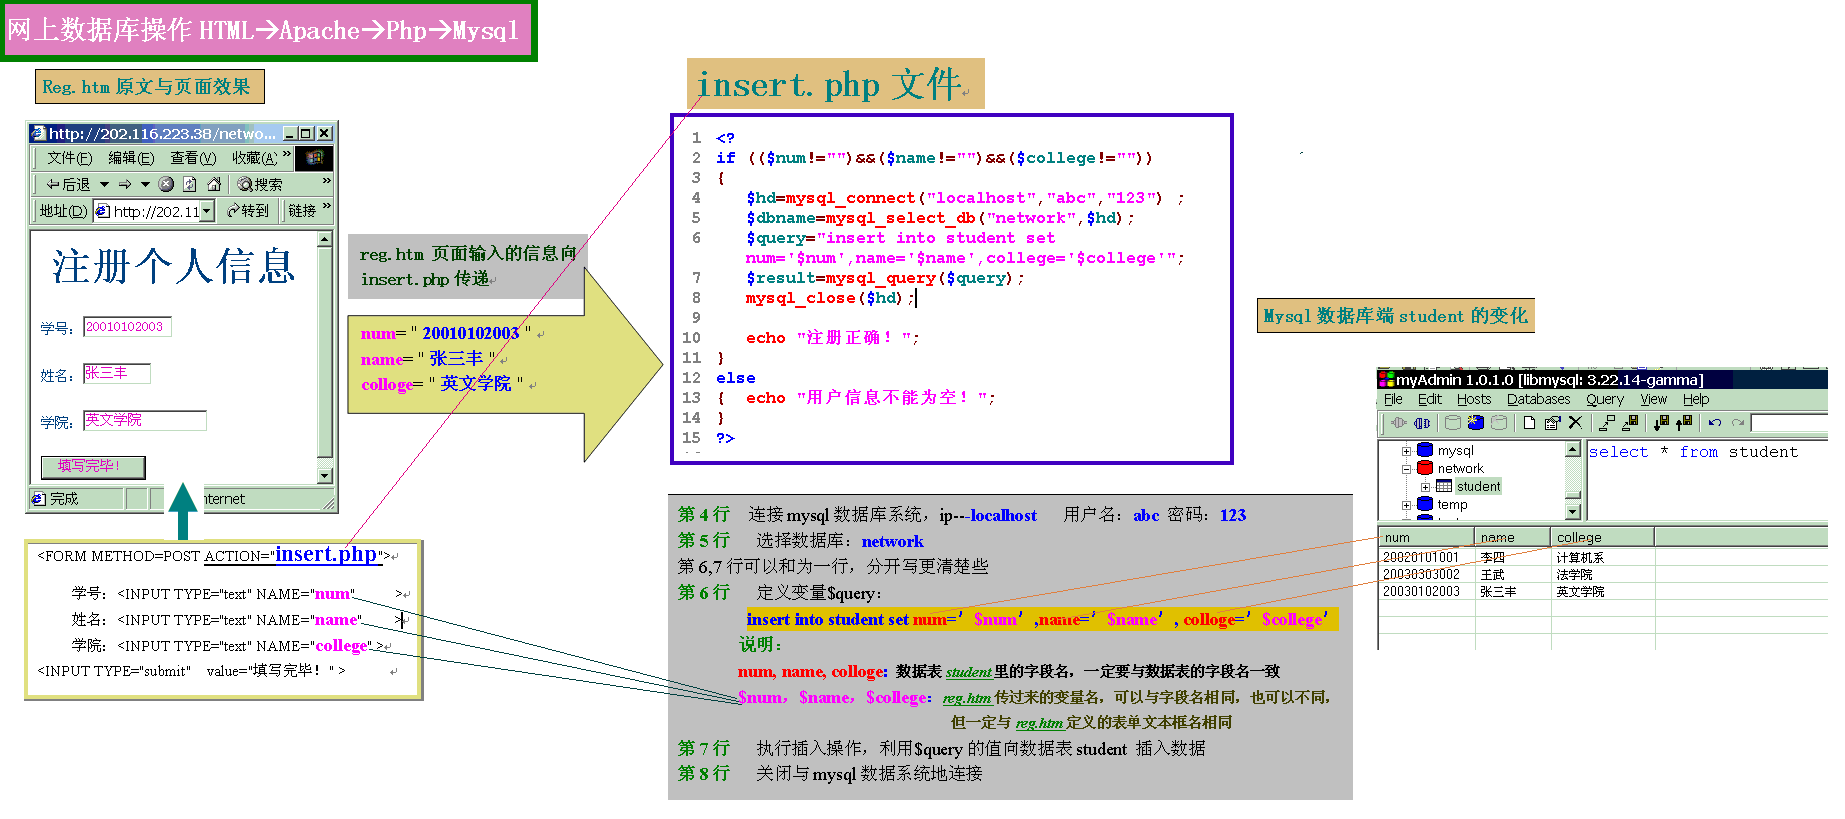 网上数据库操作 HTML→Apache→Php→Mysql
Reg.htm 原文与页面效果
http://202.116.223.38/netwo...
文件(F) 编辑(E) 查看(V) 收藏(A) »
后退 搜索 »
地址(D) http://202.11 转到 链接 »
注册个人信息
学号: 20010102003
姓名: 张三丰
学院: 英文学院
填写完毕!
完成 nternet
<FORM METHOD=POST ACTION="insert.php">
学号: <INPUT TYPE="text" NAME="num" >
姓名: <INPUT TYPE="text" NAME="name" >
学院: <INPUT TYPE="text" NAME="college" >
<INPUT TYPE="submit" value="填写完毕! " >
reg.htm 页面输入的信息向
insert.php 传递
num= " 20010102003 "
name= " 张三丰 "
colloge= " 英文学院 "
insert.php 文件
1 <?
2 if (($num!="")&&($name!="")&&($college!=""))
3 {
4 $hd=mysql_connect("localhost","abc","123") ;
5 $dbname=mysql_select_db("network",$hd);
6 $query="insert into student set
num='$num',name='$name',college='$college'";
7 $result=mysql_query($query);
8 mysql_close($hd);
9
10 echo "注册正确! ";
11 }
12 else
13 { echo "用户信息不能为空! ";
14 }
15 ?>
第 4 行 连接 mysql 数据库系统，ip---localhost 用户名：abc 密码：123
第 5 行 选择数据库：network
第 6,7 行可以和为一行，分开写更清楚些
第 6 行 定义变量$query：
insert into student set num=’ $num’ ,name=’ $name’ , colloge=’ $college’
说明：
num, name, colloge: 数据表 student 里的字段名，一定要与数据表的字段名一致
$num，$name，$college：reg.htm 传过来的变量名，可以与字段名相同，也可以不同，
但一定与 reg.htm 定义的表单文本框名相同
第 7 行 执行插入操作，利用$query 的值向数据表 student 插入数据
第 8 行 关闭与 mysql 数据系统地连接
Mysql 数据库端 student 的变化
myAdmin 1.0.1.0 [libmysql: 3.22.14-gamma]
File Edit Hosts Databases Query View Help
mysql
network
student
temp
select * from student
num name college
20020101001 李四 计算机系
20030303002 王武 法学院
20030102003 张三丰 英文学院